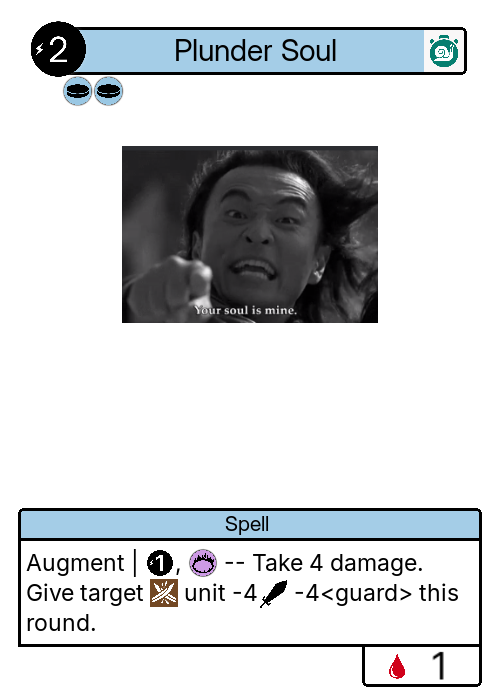 2 Plunder Soul
Your soul is mine.
Spell
Augment | 1, -- Take 4 damage.
Give target unit -4 -4<guard> this
round.
1